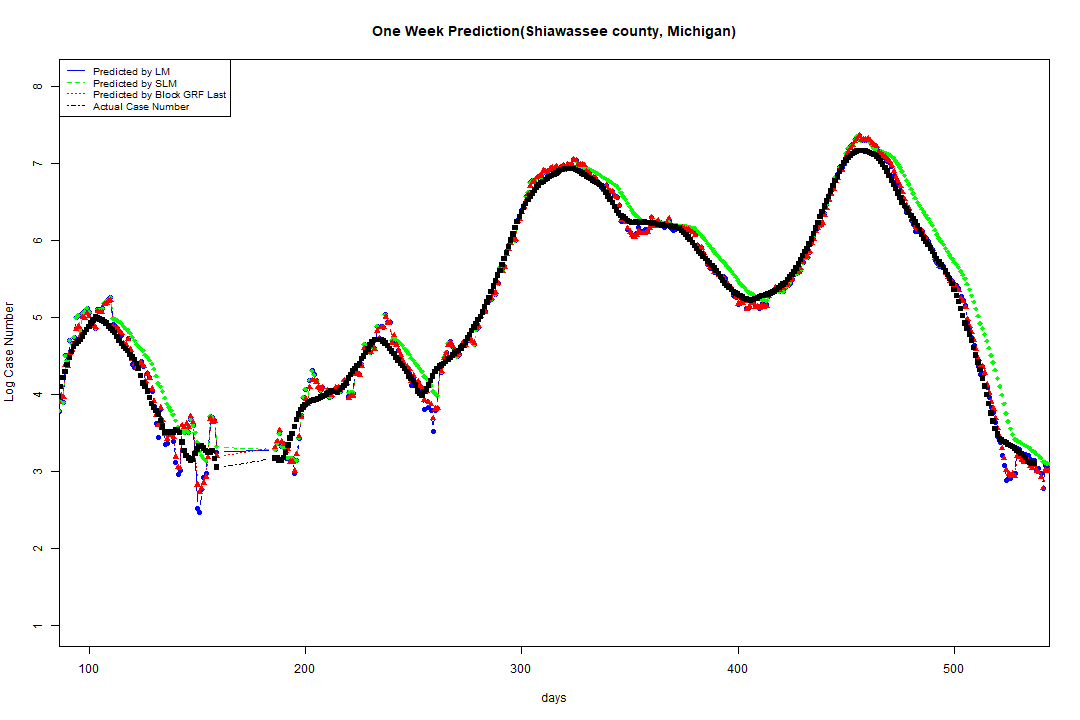 One Week Prediction(Shiawassee county, Michigan)
Predicted by LM
Predicted by SLM
Predicted by Block GRF Last
Actual Case Number
Log Case Number
8
7
6
5
4
3
2
1
100 200 300 400 500
days